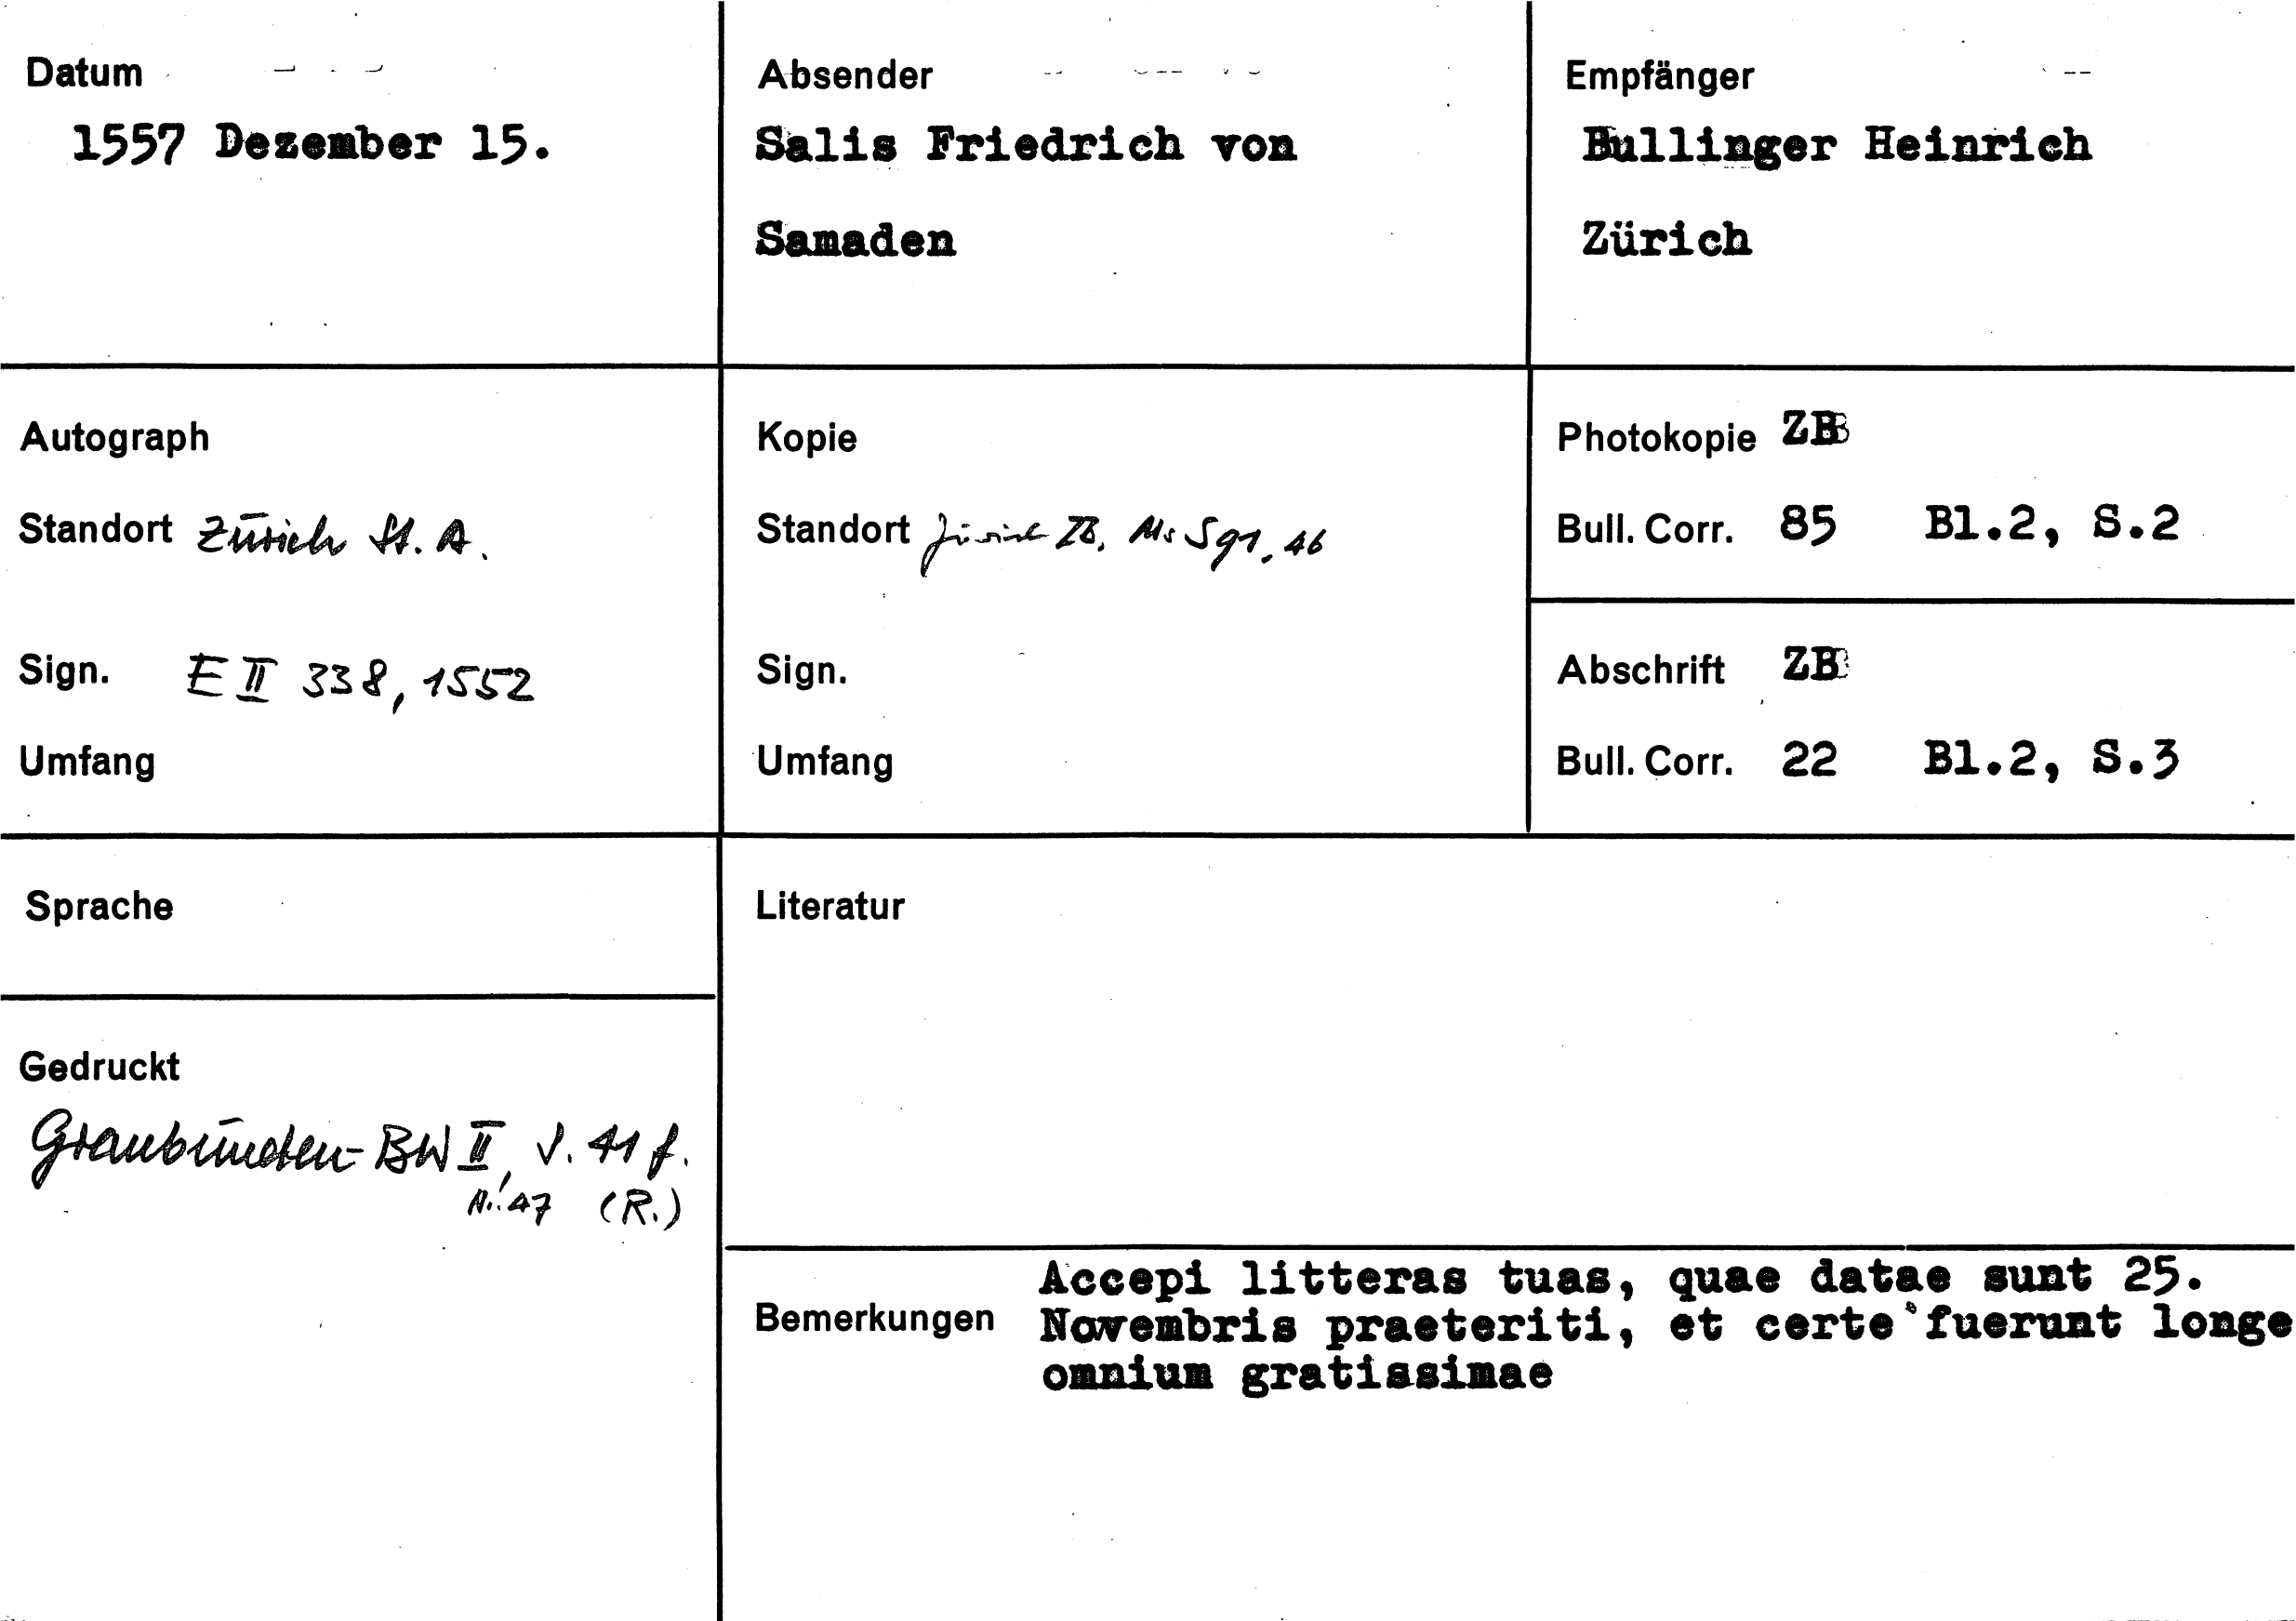 Datum
1557 Dezember 15.
Absender
Salis Friedrich von
Samaden
Empfänger
Bullinger Heinrich
Zürich
Autograph
Standort Zürich St. A.
Sign. E II 338, 1552
Umfang
Kopie
Standort Zürich ZB, Ms S 91, 46
Sign.
Umfang
Photokopie ZB
Bull. Corr. 85 Bl.2, S.2
Abschrift ZB
Bull. Corr. 22 Bl.2, S.3
Sprache
Gedruckt
Graubünden-BW II, S. 41 f.
Nr. 47 (R.)
Literatur
Bemerkungen
Accepi litteras tuas, quae datae sunt 25.
Novembris praeteriti, et certe fuerunt longe
omnium gratissimae